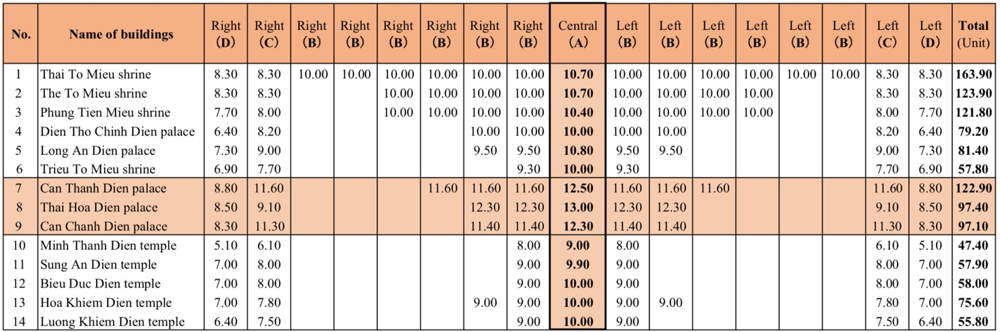 No. Name of buildings Right (D) Right (C) Right (B) Right (B) Right (B) Right (B) Right (B) Right (B) Central (A) Left (B) Left (B) Left (B) Left (B) Left (B) Left (B) Left (C) Left (D) Total (Unit)
1 Thai To Mieu shrine 8.30 8.30 10.00 10.00 10.00 10.00 10.00 10.00 10.70 10.00 10.00 10.00 10.00 10.00 10.00 8.30 8.30 163.90
2 The To Mieu shrine 8.30 8.30 10.00 10.00 10.00 10.00 10.70 10.00 10.00 10.00 10.00 8.30 8.30 123.90
3 Phung Tien Mieu shrine 7.70 8.00 10.00 10.00 10.00 10.00 10.40 10.00 10.00 10.00 10.00 8.00 7.70 121.80
4 Dien Tho Chinh Dien palace 6.40 8.20 10.00 10.00 10.00 10.00 10.00 8.20 6.40 79.20
5 Long An Dien palace 7.30 9.00 9.50 9.50 10.80 9.50 9.50 9.00 7.30 81.40
6 Trieu To Mieu shrine 6.90 7.70 9.30 10.00 9.30 7.70 6.90 57.80
7 Can Thanh Dien palace 8.80 11.60 11.60 11.60 11.60 12.50 11.60 11.60 11.60 11.60 8.80 122.90
8 Thai Hoa Dien palace 8.50 9.10 12.30 12.30 13.00 12.30 12.30 9.10 8.50 97.40
9 Can Chanh Dien palace 8.30 11.30 11.40 11.40 12.30 11.40 11.40 11.30 8.30 97.10
10 Minh Thanh Dien temple 5.10 6.10 8.00 9.00 8.00 6.10 5.10 47.40
11 Sung An Dien temple 7.00 8.00 9.00 9.90 9.00 8.00 7.00 57.90
12 Bieu Duc Dien temple 7.00 8.00 9.00 10.00 9.00 8.00 7.00 58.00
13 Hoa Khiem Dien temple 7.00 7.80 9.00 9.00 10.00 9.00 9.00 7.80 7.00 75.60
14 Luong Khiem Dien temple 6.40 7.50 9.00 10.00 9.00 7.50 6.40 55.80